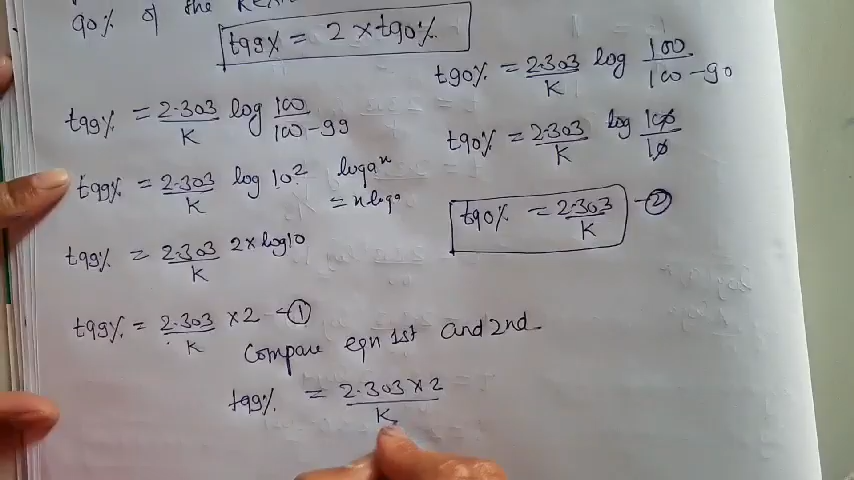 90% of the
t99% = 2 × t90%
t99% = 2.303/K log 100/100-99
t99% = 2.303/K log 10² logaⁿ = nloga
t99% = 2.303/K 2×log10
t99% = 2.303/K ×2 -①
t90% = 2.303/K log 100/100-90
t90% = 2.303/K log 100/10
t90% = 2.303/K -②
Compare eqn 1st and 2nd
t99% = 2.303×2/K